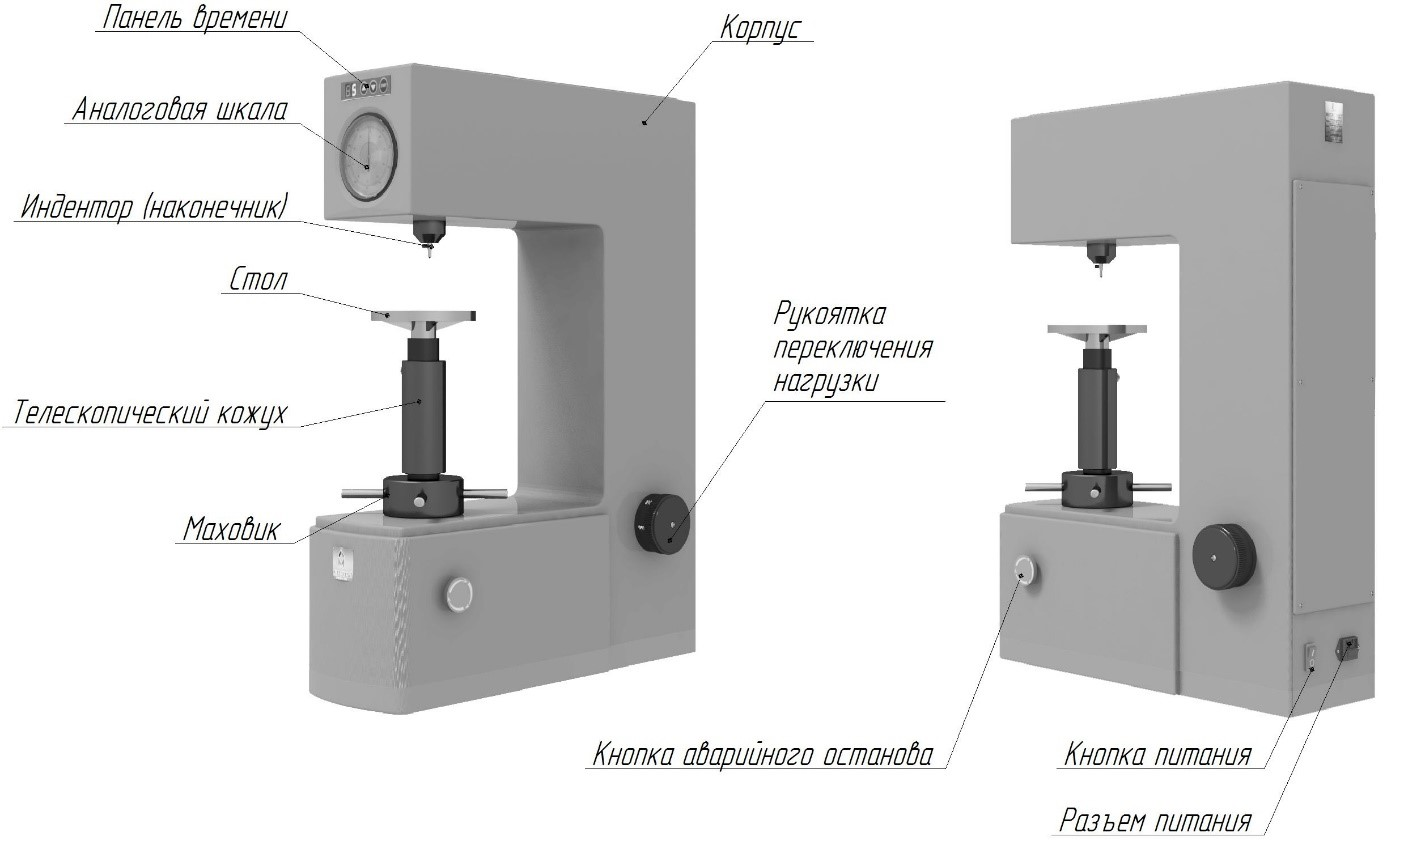 Панель времени
Корпус
Аналоговая шкала
Индентор (наконечник)
Стол
Рукоятка
переключения
нагрузки
Телескопический кожух
Маховик
Кнопка аварийного останова
Кнопка питания
Разъем питания